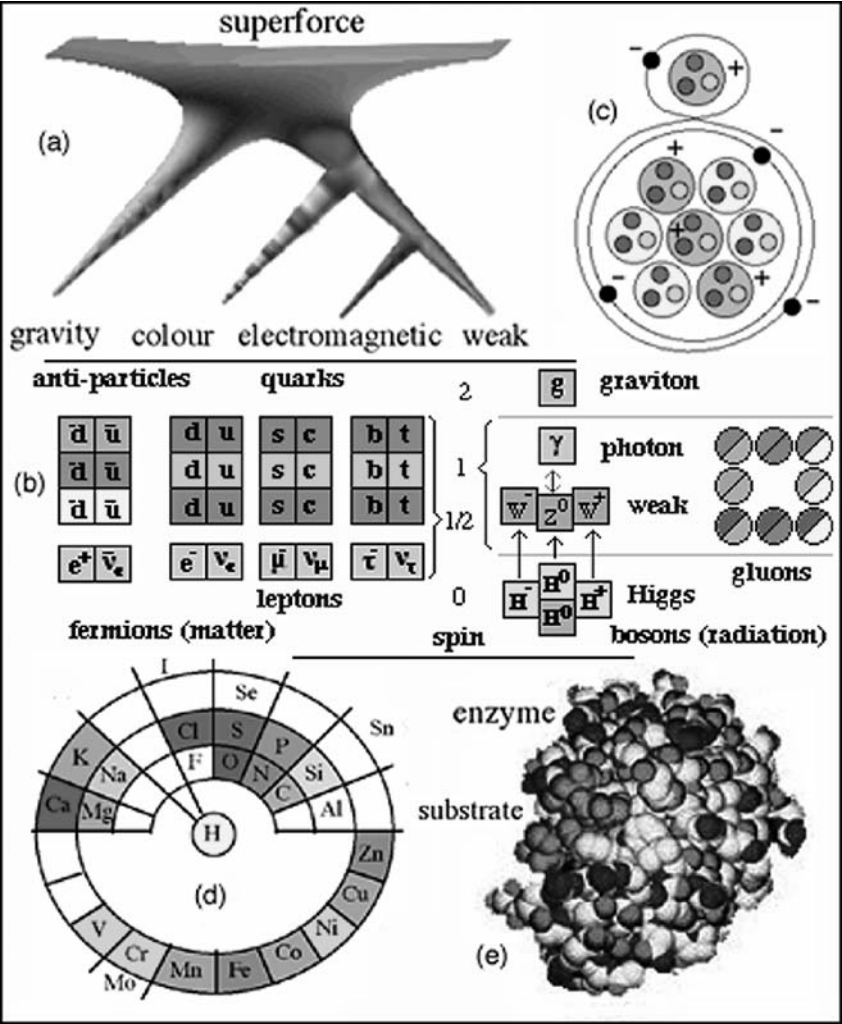 superforce
(a)
gravity colour electromagnetic weak
(c)
- +
-
+
+
- + -
anti-particles quarks
2 g graviton
(b)
d̄ ū d u s c b t
d̄ ū d u s c b t
d̄ ū d u s c b t
e⁺ ν̄e e⁻ νe μ⁻ νμ τ⁻ ντ
leptons
fermions (matter)
1/2
1
γ photon
W⁻ Z⁰ W⁺ weak
gluons
0
H⁰
H⁻ H⁺ Higgs
H⁰
spin bosons (radiation)
I
Se
Sn
K Cl S P
Na F O N Si
Ca Mg C Al
H
(d)
Zn
Cu
V Ni
Cr Mn Fe Co
Mo
enzyme
substrate
(e)